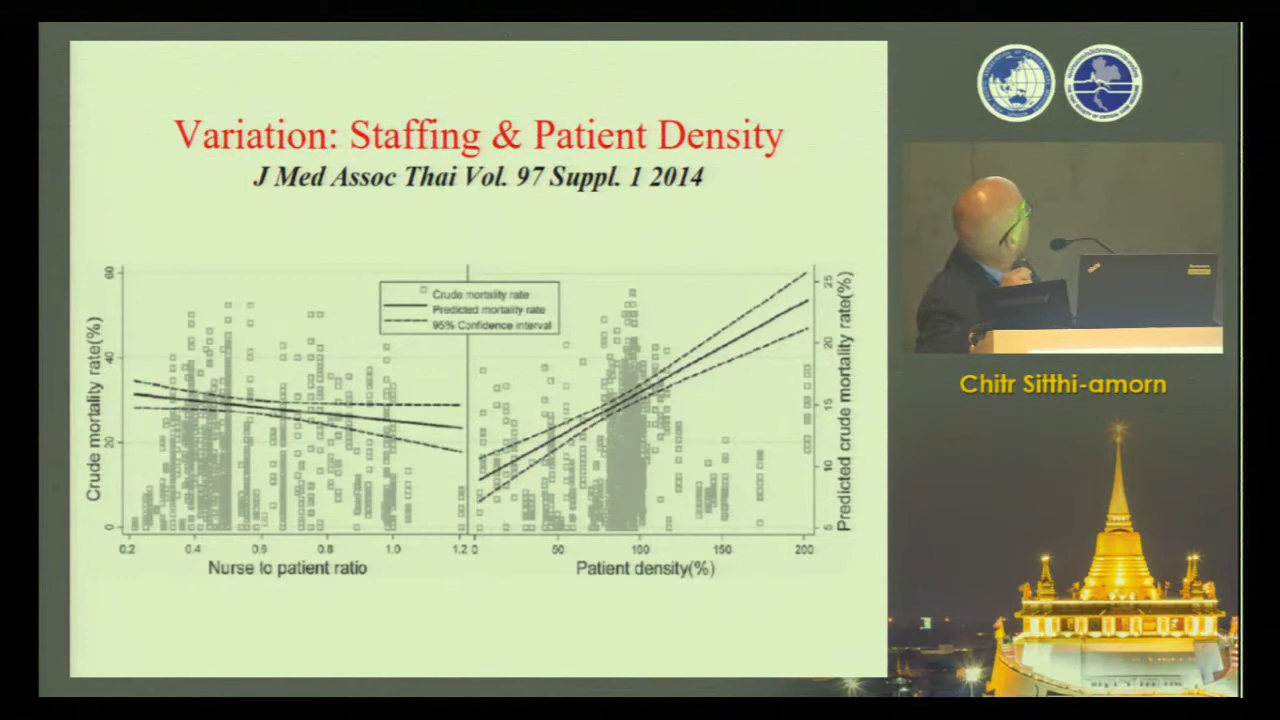 Variation: Staffing & Patient Density
J Med Assoc Thai Vol. 97 Suppl. 1 2014
Crude mortality rate
Predicted mortality rate
95% Confidence interval
Crude mortality rate(%)
60
40
20
0
0.2 0.4 0.6 0.8 1.0 1.2
Nurse to patient ratio
0 50 100 150 200
Patient density(%)
25
20
15
10
5
Predicted crude mortality rate(%)
Chitr Sitthi-amorn